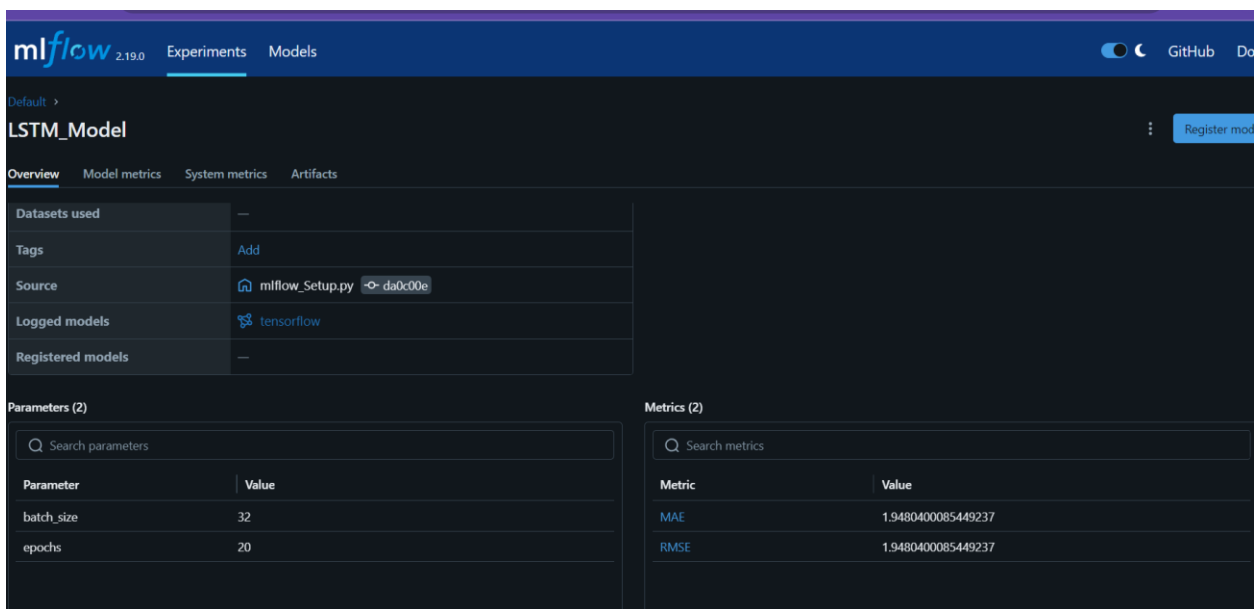 mlflow 2.19.0 Experiments Models GitHub Do
Default >
LSTM_Model
Register mod
Overview Model metrics System metrics Artifacts
Datasets used —
Tags Add
Source mlflow_Setup.py da0c00e
Logged models tensorflow
Registered models —
Parameters (2)
Search parameters
Parameter Value
batch_size 32
epochs 20
Metrics (2)
Search metrics
Metric Value
MAE 1.9480400085449237
RMSE 1.9480400085449237